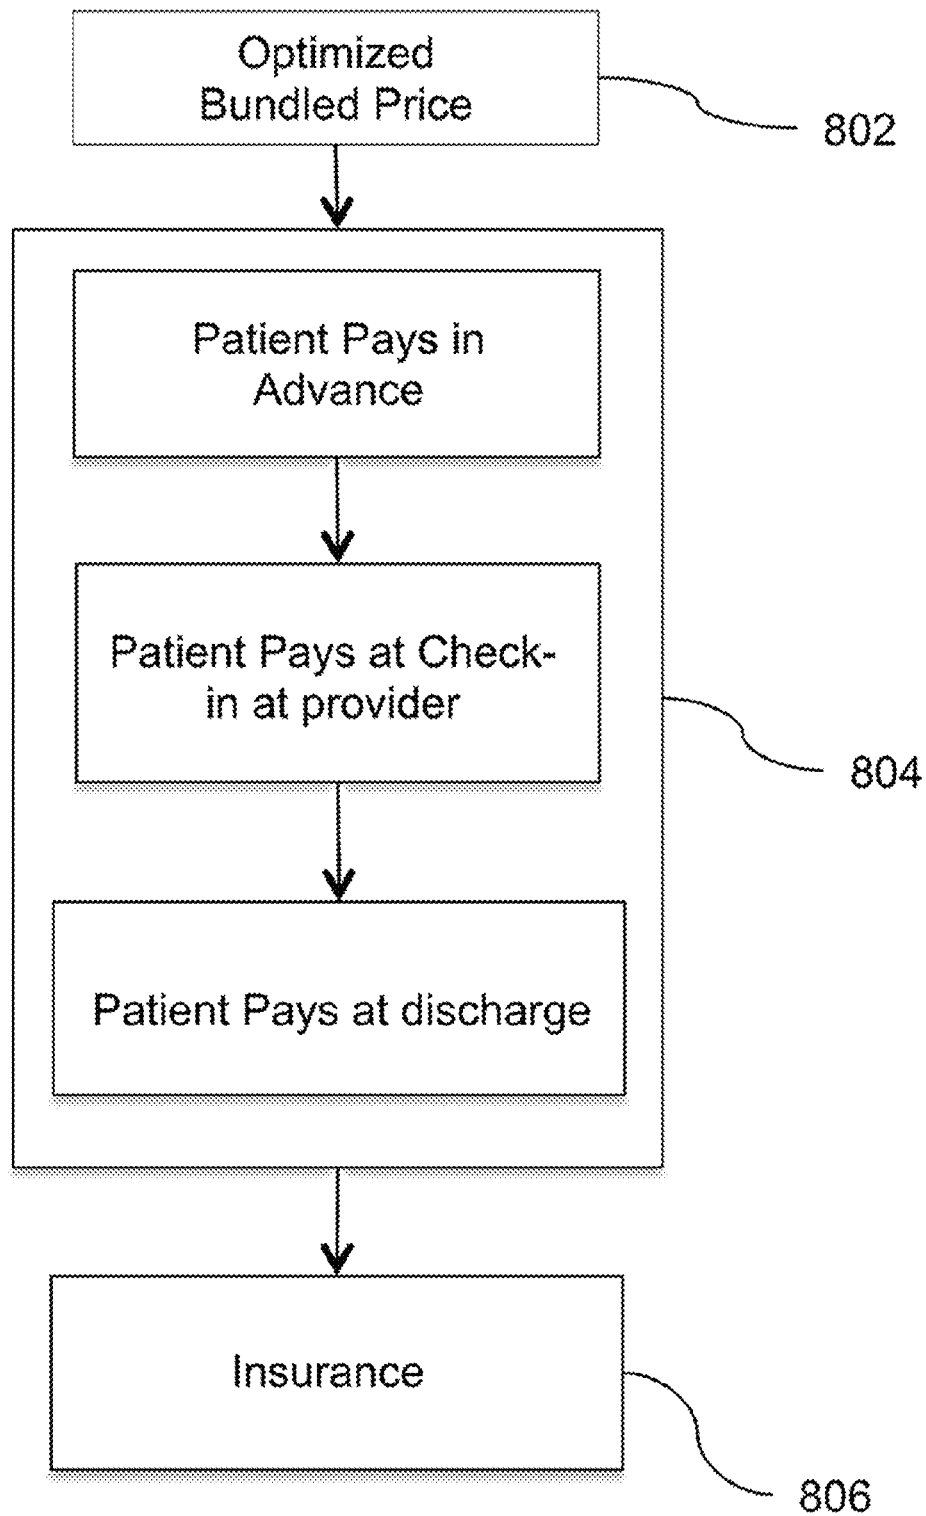 Optimized
Bundled Price
802
Patient Pays in
Advance
Patient Pays at Check-
in at provider
804
Patient Pays at discharge
Insurance
806